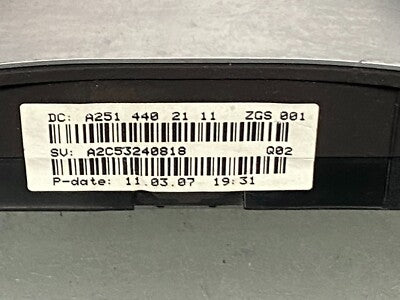 DC: A251 440 21 11 ZGS 001
SV: A2C53240818 Q02
P-date: 11.03.07 19:31